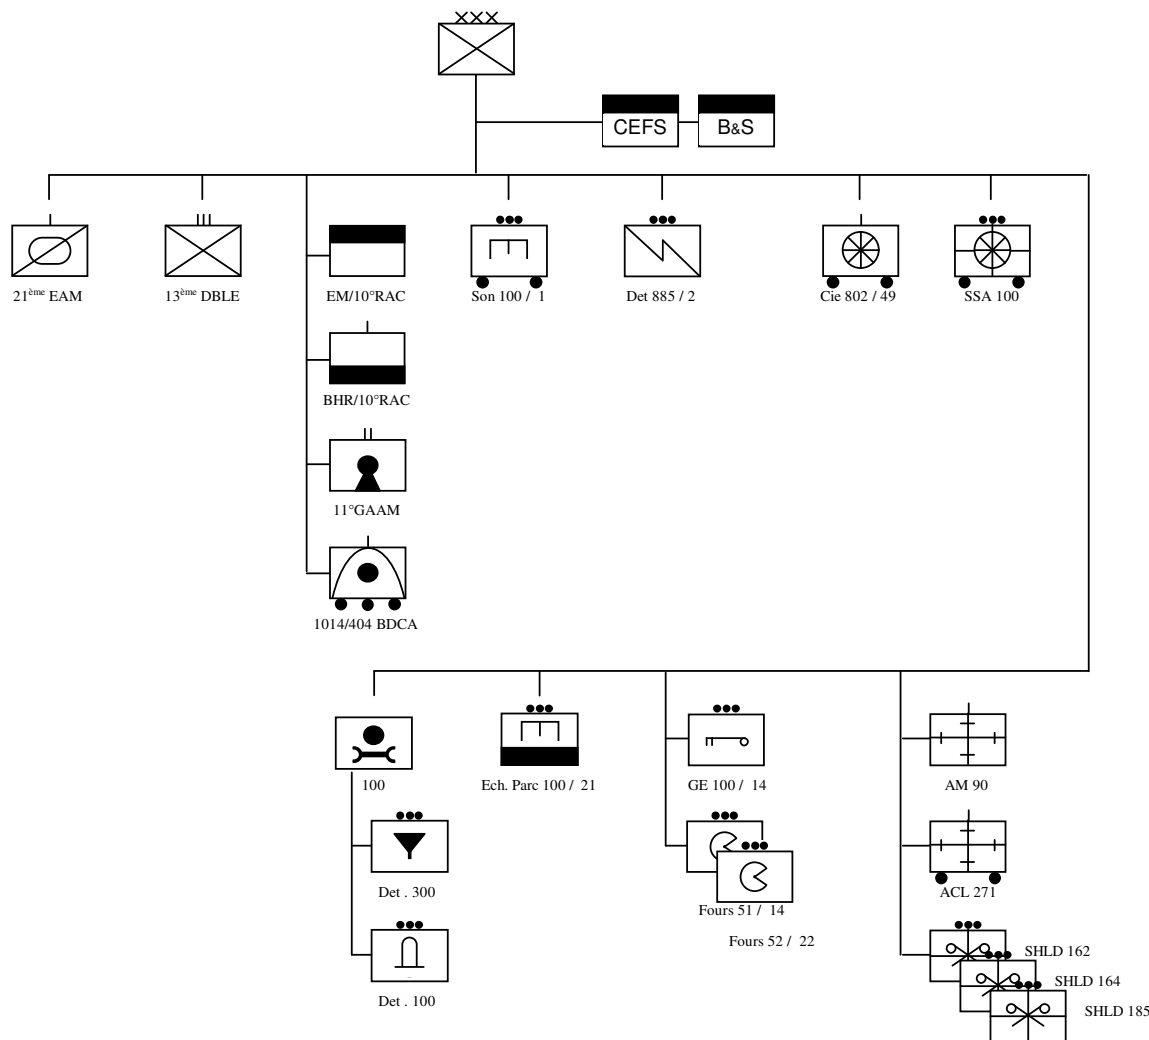 CEFS
B&S
21ème EAM
13ème DBLE
EM/10°RAC
Son 100 / 1
Det 885 / 2
Cie 802 / 49
SSA 100
BHR/10°RAC
11°GAAM
1014/404 BDCA
100
Ech. Parc 100 / 21
GE 100 / 14
AM 90
Det . 300
Fours 51 / 14
ACL 271
Fours 52 / 22
Det . 100
SHLD 162
SHLD 164
SHLD 185